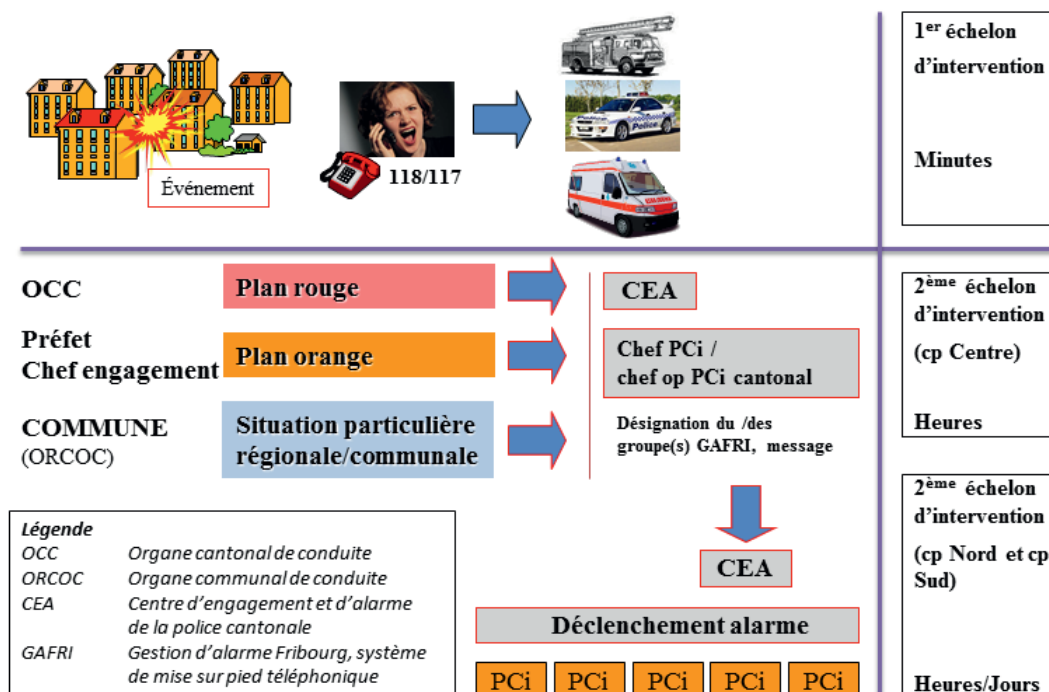 1er échelon
d'intervention
Minutes
Événement
118/117
Police
AMBULANCE
OCC
Plan rouge
CEA
Préfet
Chef engagement
Plan orange
Chef PCi /
chef op PCi cantonal
COMMUNE
(ORCOC)
Situation particulière
régionale/communale
Désignation du /des
groupe(s) GAFRI, message
2ème échelon
d'intervention
(cp Centre)
Heures
CEA
Déclenchement alarme
PCi PCi PCi PCi PCi
2ème échelon
d'intervention
(cp Nord et cp
Sud)
Heures/Jours
Légende
OCC Organe cantonal de conduite
ORCOC Organe communal de conduite
CEA Centre d'engagement et d'alarme
de la police cantonale
GAFRI Gestion d'alarme Fribourg, système
de mise sur pied téléphonique